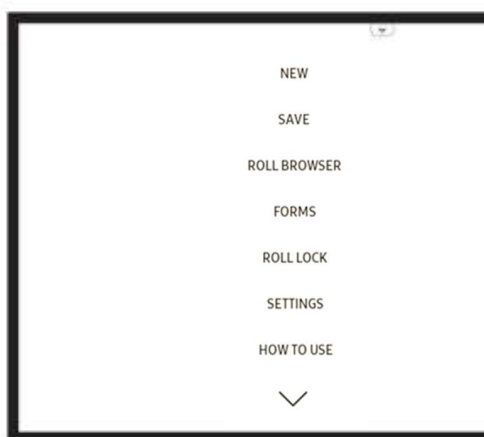 NEW
SAVE
ROLL BROWSER
FORMS
ROLL LOCK
SETTINGS
HOW TO USE